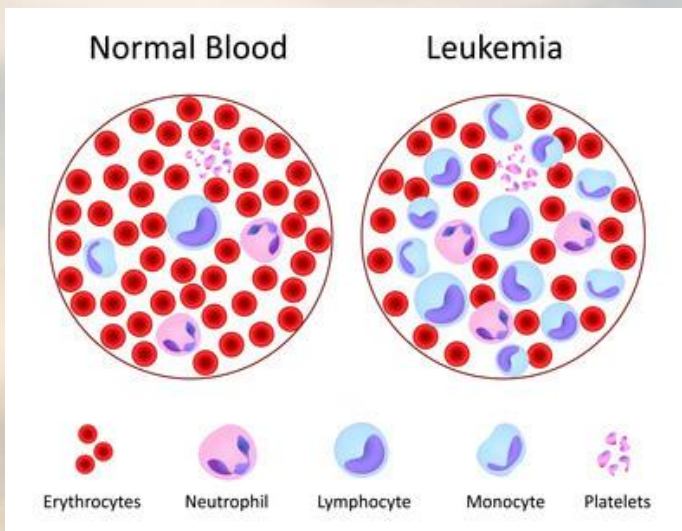 Normal Blood
Leukemia
Erythrocytes
Neutrophil
Lymphocyte
Monocyte
Platelets